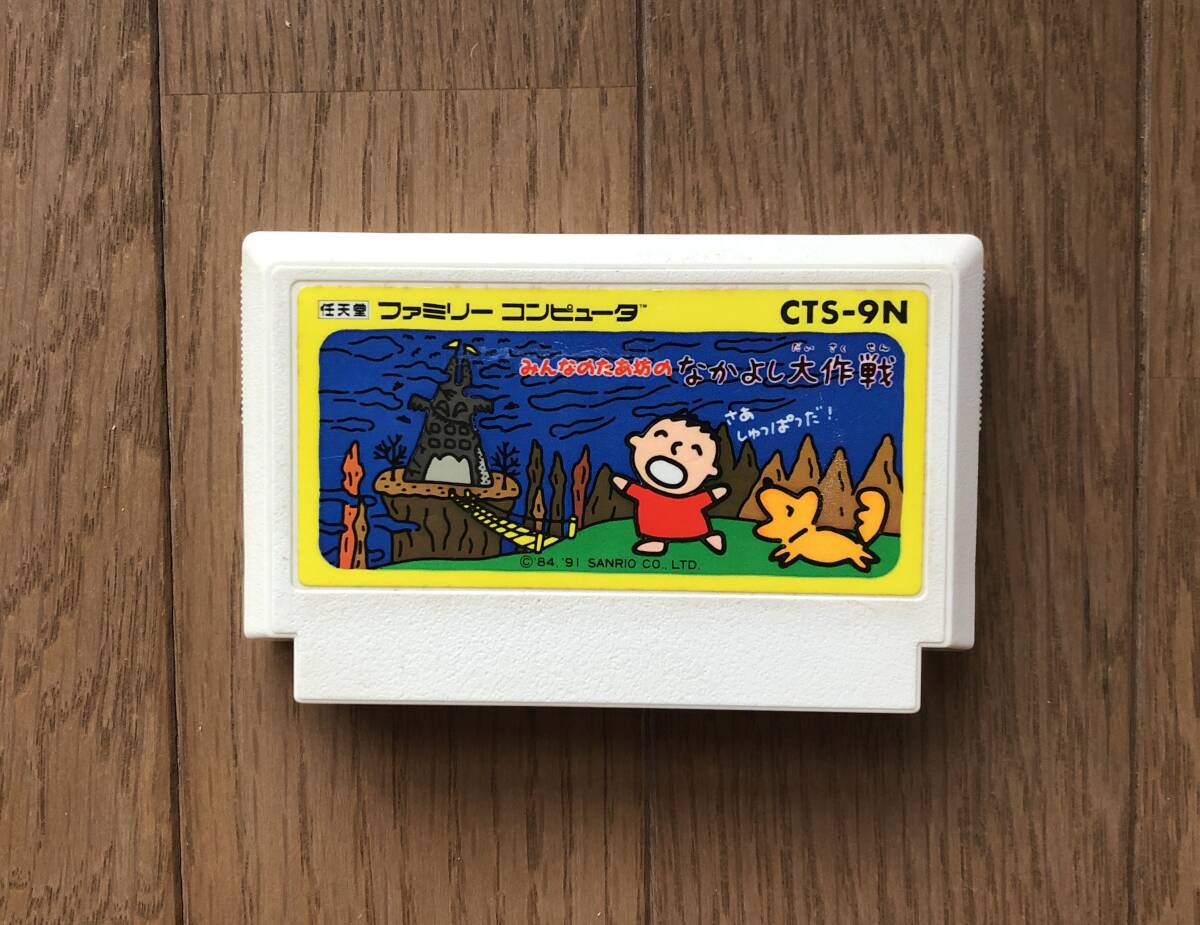 任天堂 ファミリー コンピュータ™ CTS-9N
みんなのたあ坊の なかよし大作戦
だい さく せん
さあ
しゅっぱつだ!
©'84, '91 SANRIO CO., LTD.